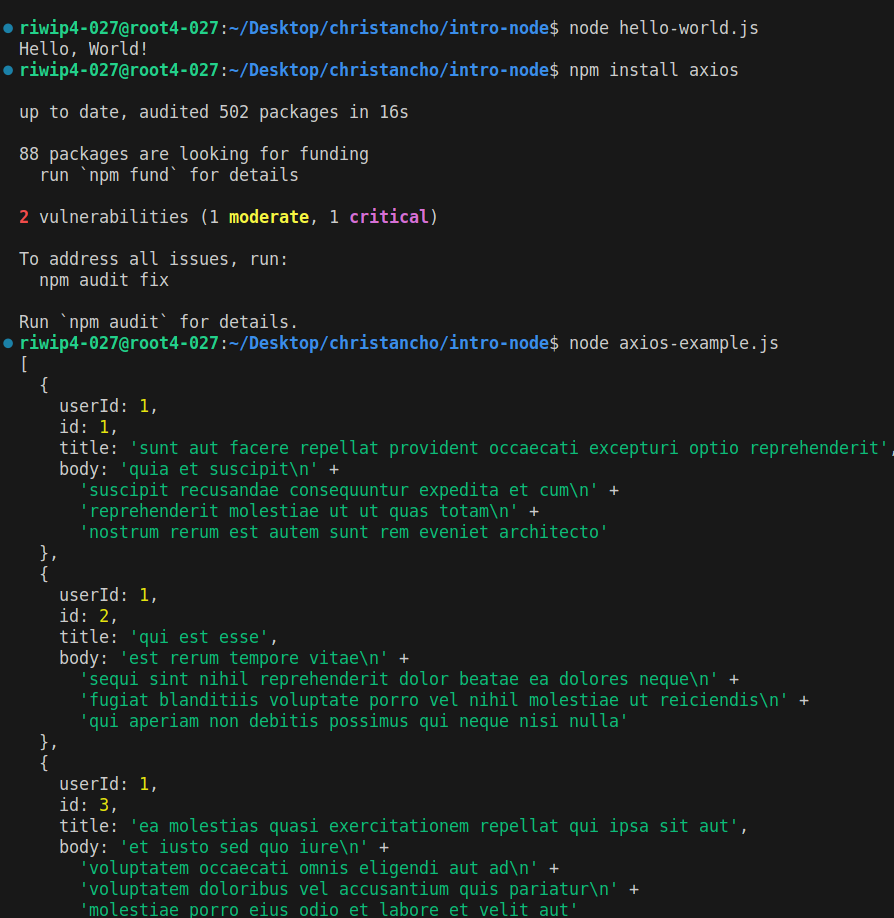 riwip4-027@root4-027:~/Desktop/christancho/intro-node$ node hello-world.js
Hello, World!
riwip4-027@root4-027:~/Desktop/christancho/intro-node$ npm install axios

up to date, audited 502 packages in 16s

88 packages are looking for funding
  run `npm fund` for details

2 vulnerabilities (1 moderate, 1 critical)

To address all issues, run:
  npm audit fix

Run `npm audit` for details.
riwip4-027@root4-027:~/Desktop/christancho/intro-node$ node axios-example.js
[
  {
    userId: 1,
    id: 1,
    title: 'sunt aut facere repellat provident occaecati excepturi optio reprehenderit',
    body: 'quia et suscipit\n' +
      'suscipit recusandae consequuntur expedita et cum\n' +
      'reprehenderit molestiae ut ut quas totam\n' +
      'nostrum rerum est autem sunt rem eveniet architecto'
  },
  {
    userId: 1,
    id: 2,
    title: 'qui est esse',
    body: 'est rerum tempore vitae\n' +
      'sequi sint nihil reprehenderit dolor beatae ea dolores neque\n' +
      'fugiat blanditiis voluptate porro vel nihil molestiae ut reiciendis\n' +
      'qui aperiam non debitis possimus qui neque nisi nulla'
  },
  {
    userId: 1,
    id: 3,
    title: 'ea molestias quasi exercitationem repellat qui ipsa sit aut',
    body: 'et iusto sed quo iure\n' +
      'voluptatem occaecati omnis eligendi aut ad\n' +
      'voluptatem doloribus vel accusantium quis pariatur\n' +
      'molestiae porro eius odio et labore et velit aut'